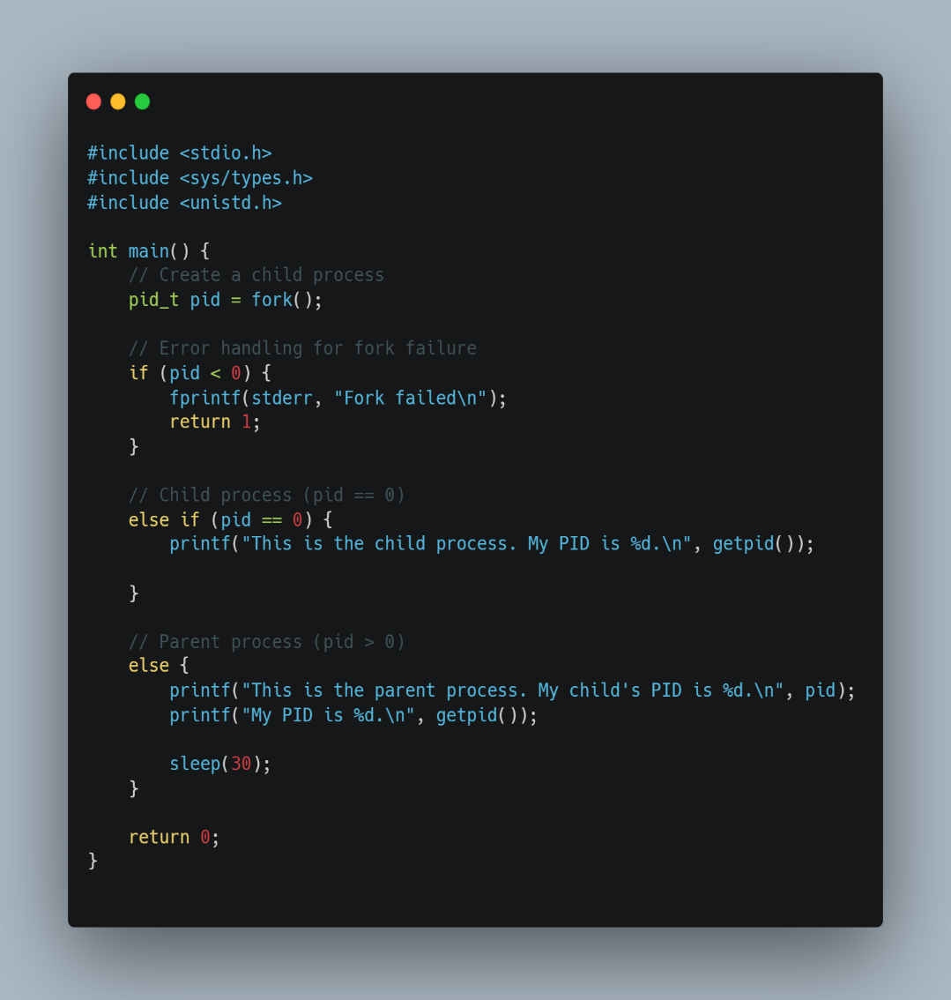 #include <stdio.h>
#include <sys/types.h>
#include <unistd.h>

int main() {
    // Create a child process
    pid_t pid = fork();

    // Error handling for fork failure
    if (pid < 0) {
        fprintf(stderr, "Fork failed\n");
        return 1;
    }

    // Child process (pid == 0)
    else if (pid == 0) {
        printf("This is the child process. My PID is %d.\n", getpid());

    }

    // Parent process (pid > 0)
    else {
        printf("This is the parent process. My child's PID is %d.\n", pid);
        printf("My PID is %d.\n", getpid());

        sleep(30);
    }

    return 0;
}